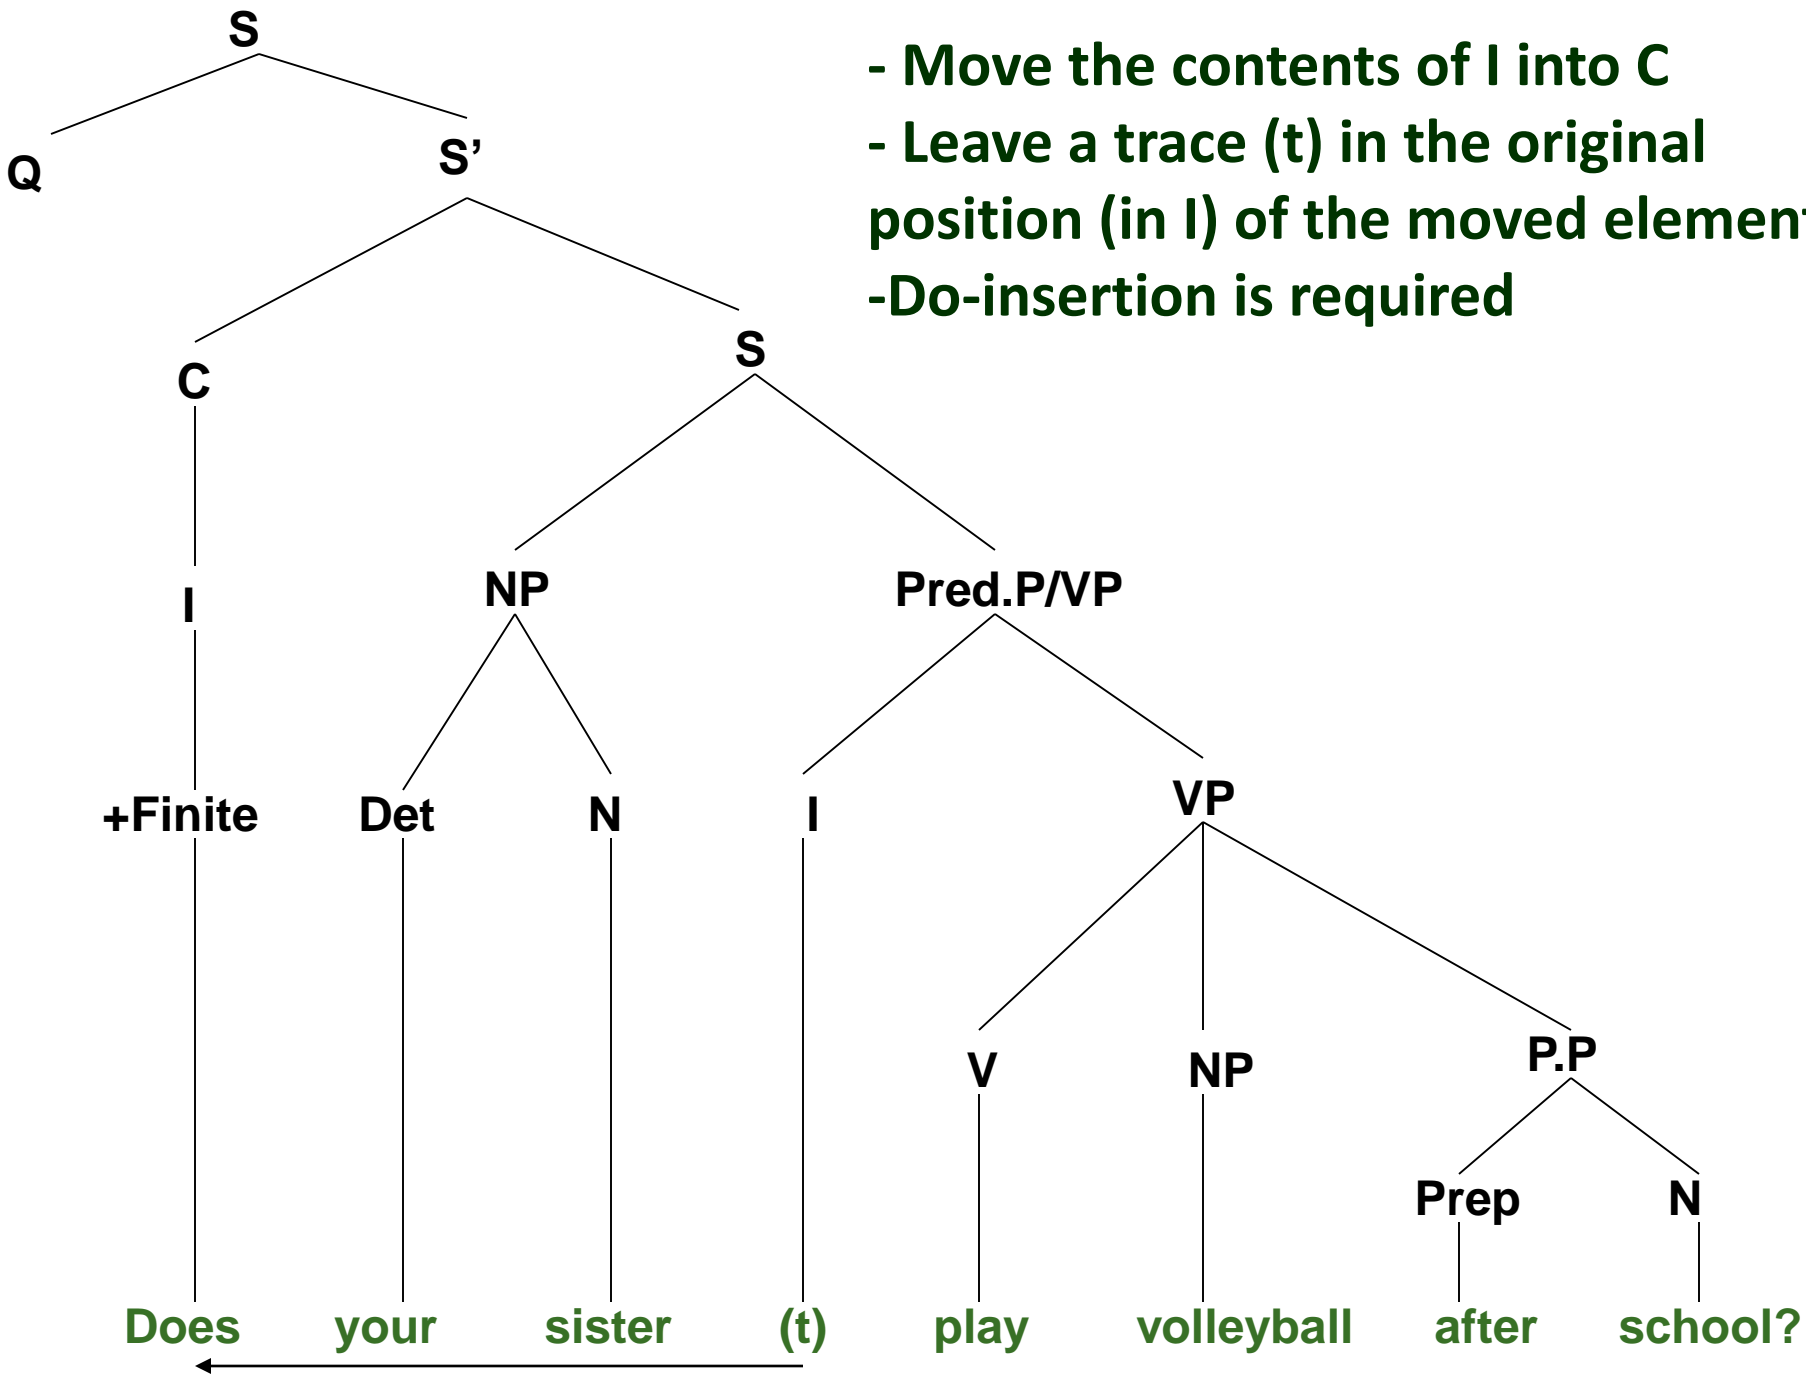 S
- Move the contents of I into C
- Leave a trace (t) in the original
position (in I) of the moved element
-Do-insertion is required
Q
S’
C
S
I
NP
Pred.P/VP
+Finite
Det
N
I
VP
V
NP
P.P
Prep
N
Does your sister (t) play volleyball after school?